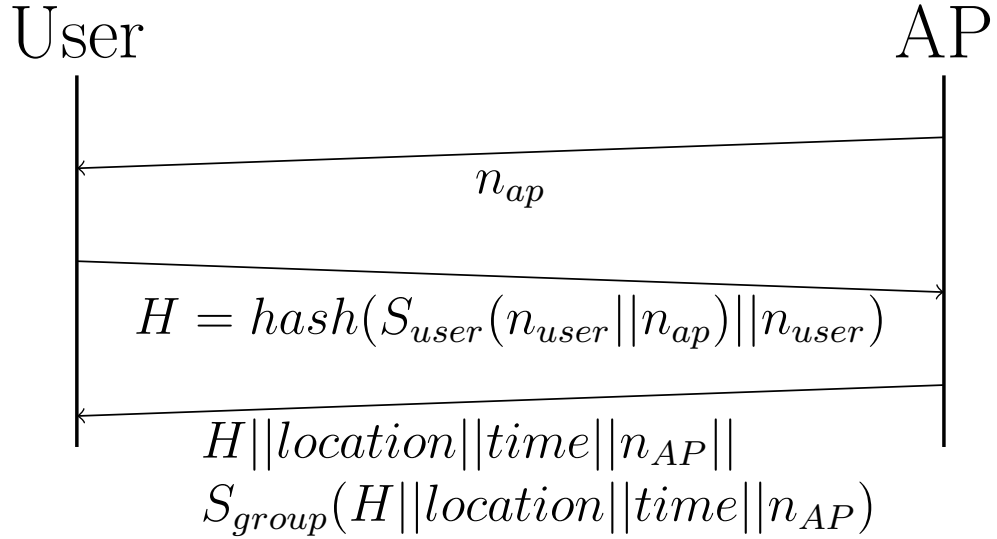 User
AP
n_{ap}
H = hash(S_{user}(n_{user}||n_{ap})||n_{user})
H||location||time||n_{AP}||
S_{group}(H||location||time||n_{AP})